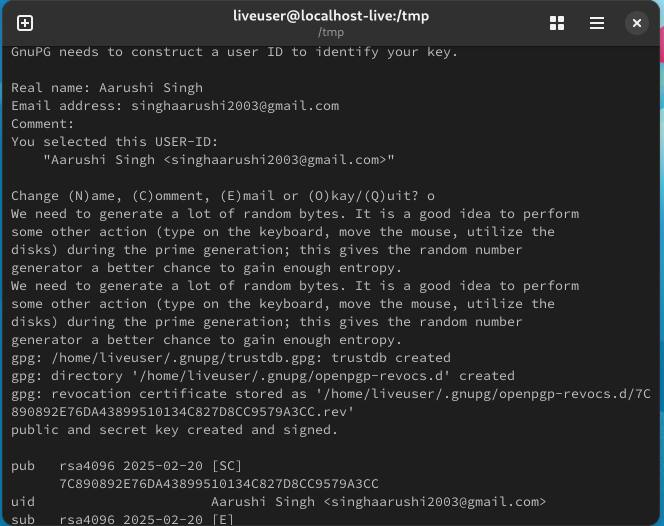 liveuser@localhost-live:/tmp
/tmp
GnuPG needs to construct a user ID to identify your key.
Real name: Aarushi Singh
Email address: singhaarushi2003@gmail.com
Comment:
You selected this USER-ID:
"Aarushi Singh <singhaarushi2003@gmail.com>"
Change (N)ame, (C)omment, (E)mail or (O)kay/(Q)uit? o
We need to generate a lot of random bytes. It is a good idea to perform
some other action (type on the keyboard, move the mouse, utilize the
disks) during the prime generation; this gives the random number
generator a better chance to gain enough entropy.
We need to generate a lot of random bytes. It is a good idea to perform
some other action (type on the keyboard, move the mouse, utilize the
disks) during the prime generation; this gives the random number
generator a better chance to gain enough entropy.
gpg: /home/liveuser/.gnupg/trustdb.gpg: trustdb created
gpg: directory '/home/liveuser/.gnupg/openpgp-revocs.d' created
gpg: revocation certificate stored as '/home/liveuser/.gnupg/openpgp-revocs.d/7C
890892E76DA43899510134C827D8CC9579A3CC.rev'
public and secret key created and signed.
pub   rsa4096 2025-02-20 [SC]
7C890892E76DA43899510134C827D8CC9579A3CC
uid                      Aarushi Singh <singhaarushi2003@gmail.com>
sub   rsa4096 2025-02-20 [E]